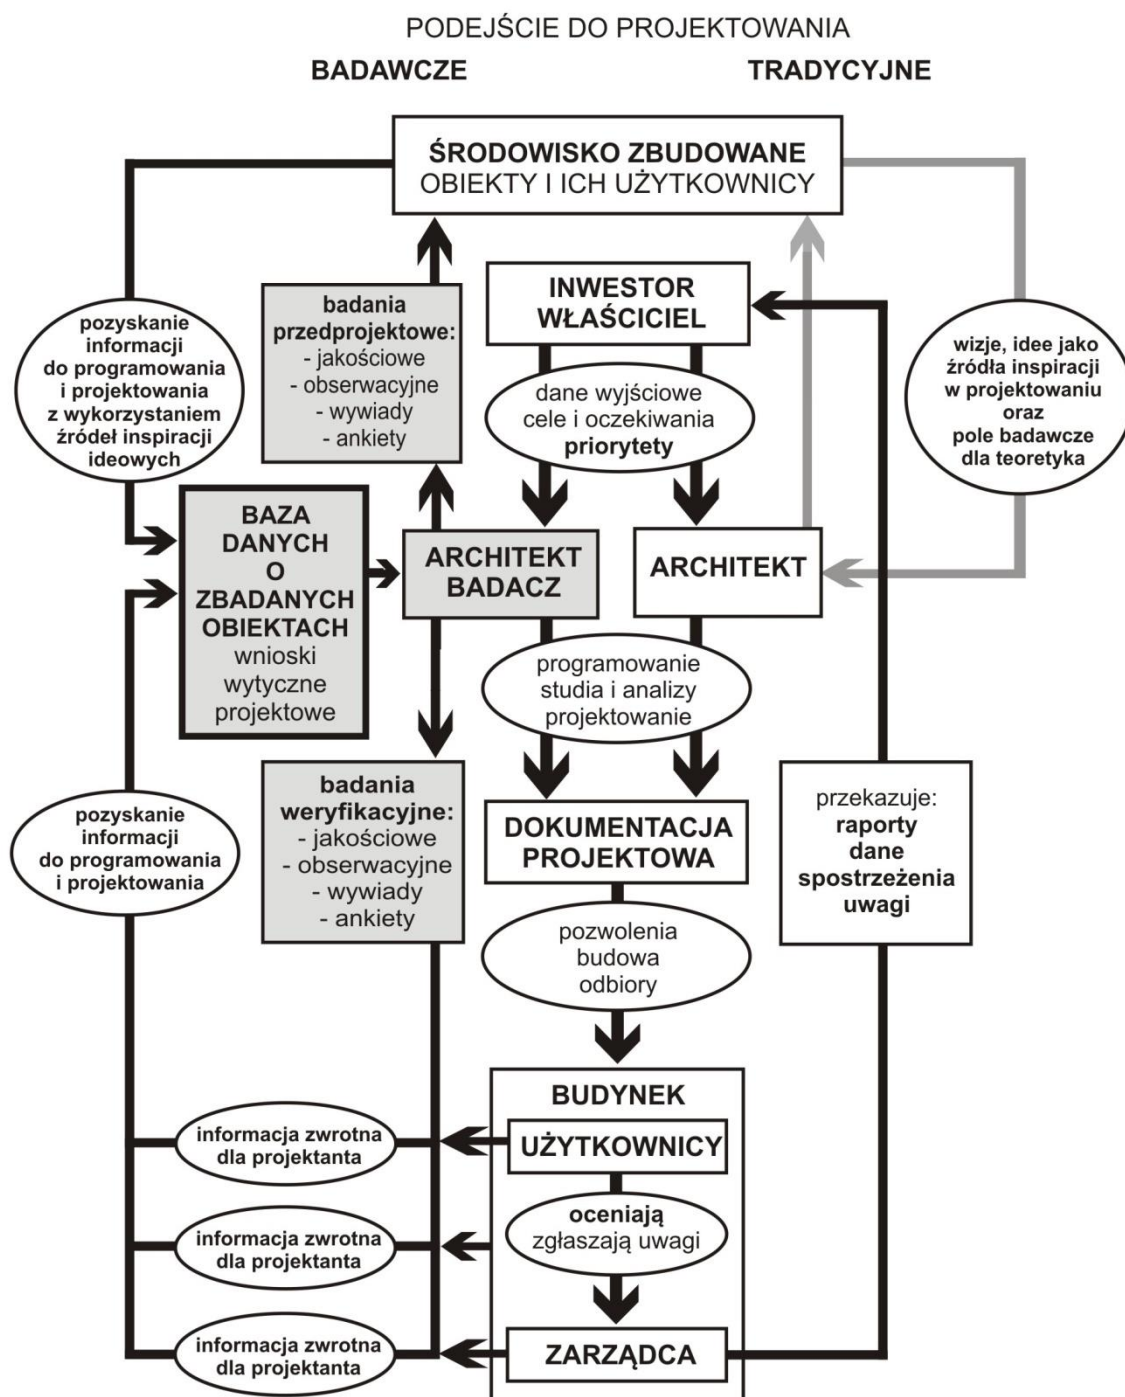 PODEJŚCIE DO PROJEKTOWANIA
BADAWCZE
TRADYCYJNE
ŚRODOWISKO ZBUDOWANE
OBIEKTY I ICH UŻYTKOWNICY
pozyskanie
informacji
do programowania
i projektowania
z wykorzystaniem
źródeł inspiracji
ideowych
badania
przedprojektowe:
- jakościowe
- obserwacyjne
- wywiady
- ankiety
INWESTOR
WŁAŚCICIEL
dane wyjściowe
cele i oczekiwania
priorytety
wizje, idee jako
źródła inspiracji
w projektowaniu
oraz
pole badawcze
dla teoretyka
BAZA
DANYCH
O
ZBADANYCH
OBIEKTACH
wnioski
wytyczne
projektowe
ARCHITEKT
BADACZ
ARCHITEKT
programowanie
studia i analizy
projektowanie
pozyskanie
informacji
do programowania
i projektowania
badania
weryfikacyjne:
- jakościowe
- obserwacyjne
- wywiady
- ankiety
DOKUMENTACJA
PROJEKTOWA
przekazuje:
raporty
dane
spostrzeżenia
uwagi
pozwolenia
budowa
odbiory
BUDYNEK
UŻYTKOWNICY
informacja zwrotna
dla projektanta
oceniają
zgłaszają uwagi
informacja zwrotna
dla projektanta
ZARZĄDCA
informacja zwrotna
dla projektanta